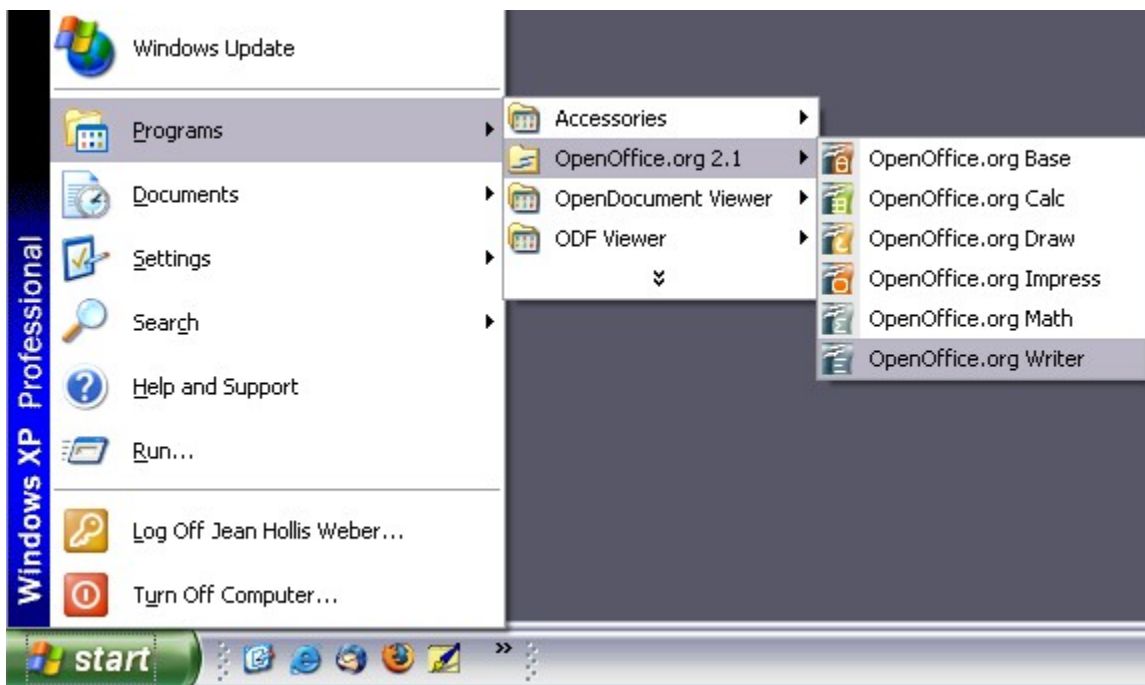 Windows Update
Programs
Documents
Settings
Search
Help and Support
Run...
Log Off Jean Hollis Weber...
Turn Off Computer...
Windows XP Professional
start
Accessories
OpenOffice.org 2.1
OpenDocument Viewer
ODF Viewer
OpenOffice.org Base
OpenOffice.org Calc
OpenOffice.org Draw
OpenOffice.org Impress
OpenOffice.org Math
OpenOffice.org Writer